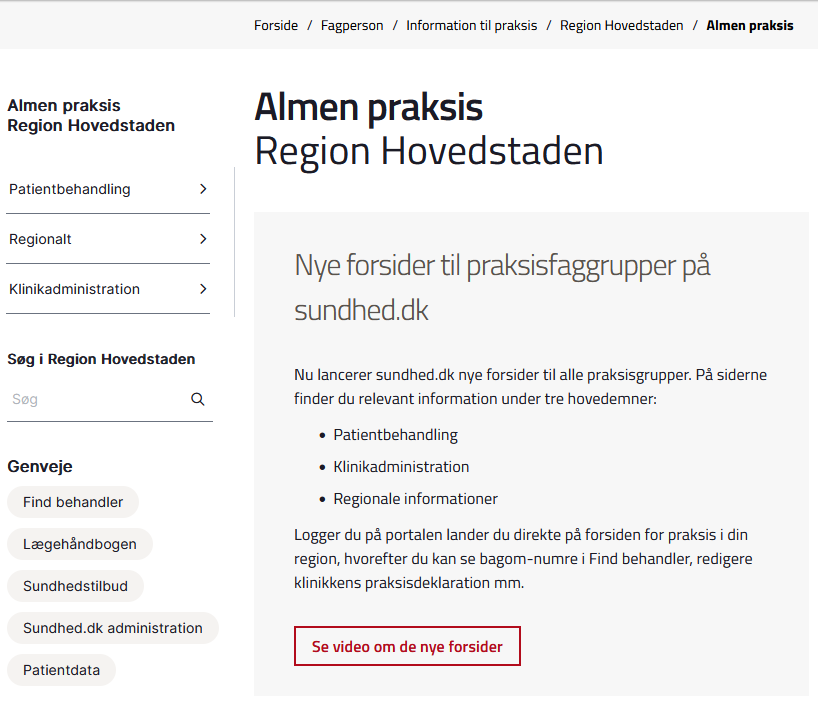 Forside / Fagperson / Information til praksis / Region Hovedstaden / Almen praksis
Almen praksis
Region Hovedstaden
Patientbehandling
Regionalt
Klinikadministration
Søg i Region Hovedstaden
Søg
Genveje
Find behandler
Lægehåndbogen
Sundhedstilbud
Sundhed.dk administration
Patientdata
Almen praksis
Region Hovedstaden
Nye forsider til praksisfaggrupper på
sundhed.dk
Nu lancerer sundhed.dk nye forsider til alle praksisgrupper. På siderne
finder du relevant information under tre hovedemner:
• Patientbehandling
• Klinikadministration
• Regionale informationer
Logger du på portalen lander du direkte på forsiden for praksis i din
region, hvorefter du kan se bagom-numre i Find behandler, redigere
klinikkens praksisdeklaration mm.
Se video om de nye forsider